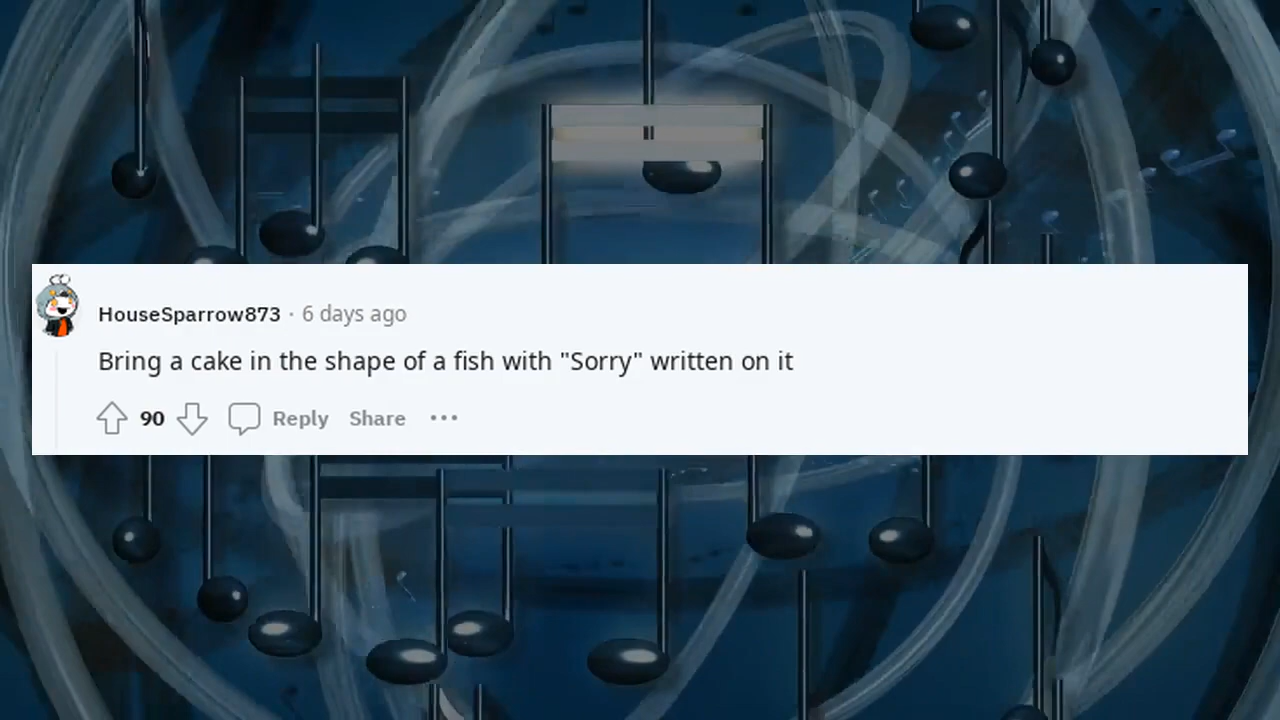 HouseSparrow873 · 6 days ago
Bring a cake in the shape of a fish with "Sorry" written on it
90 Reply Share ···